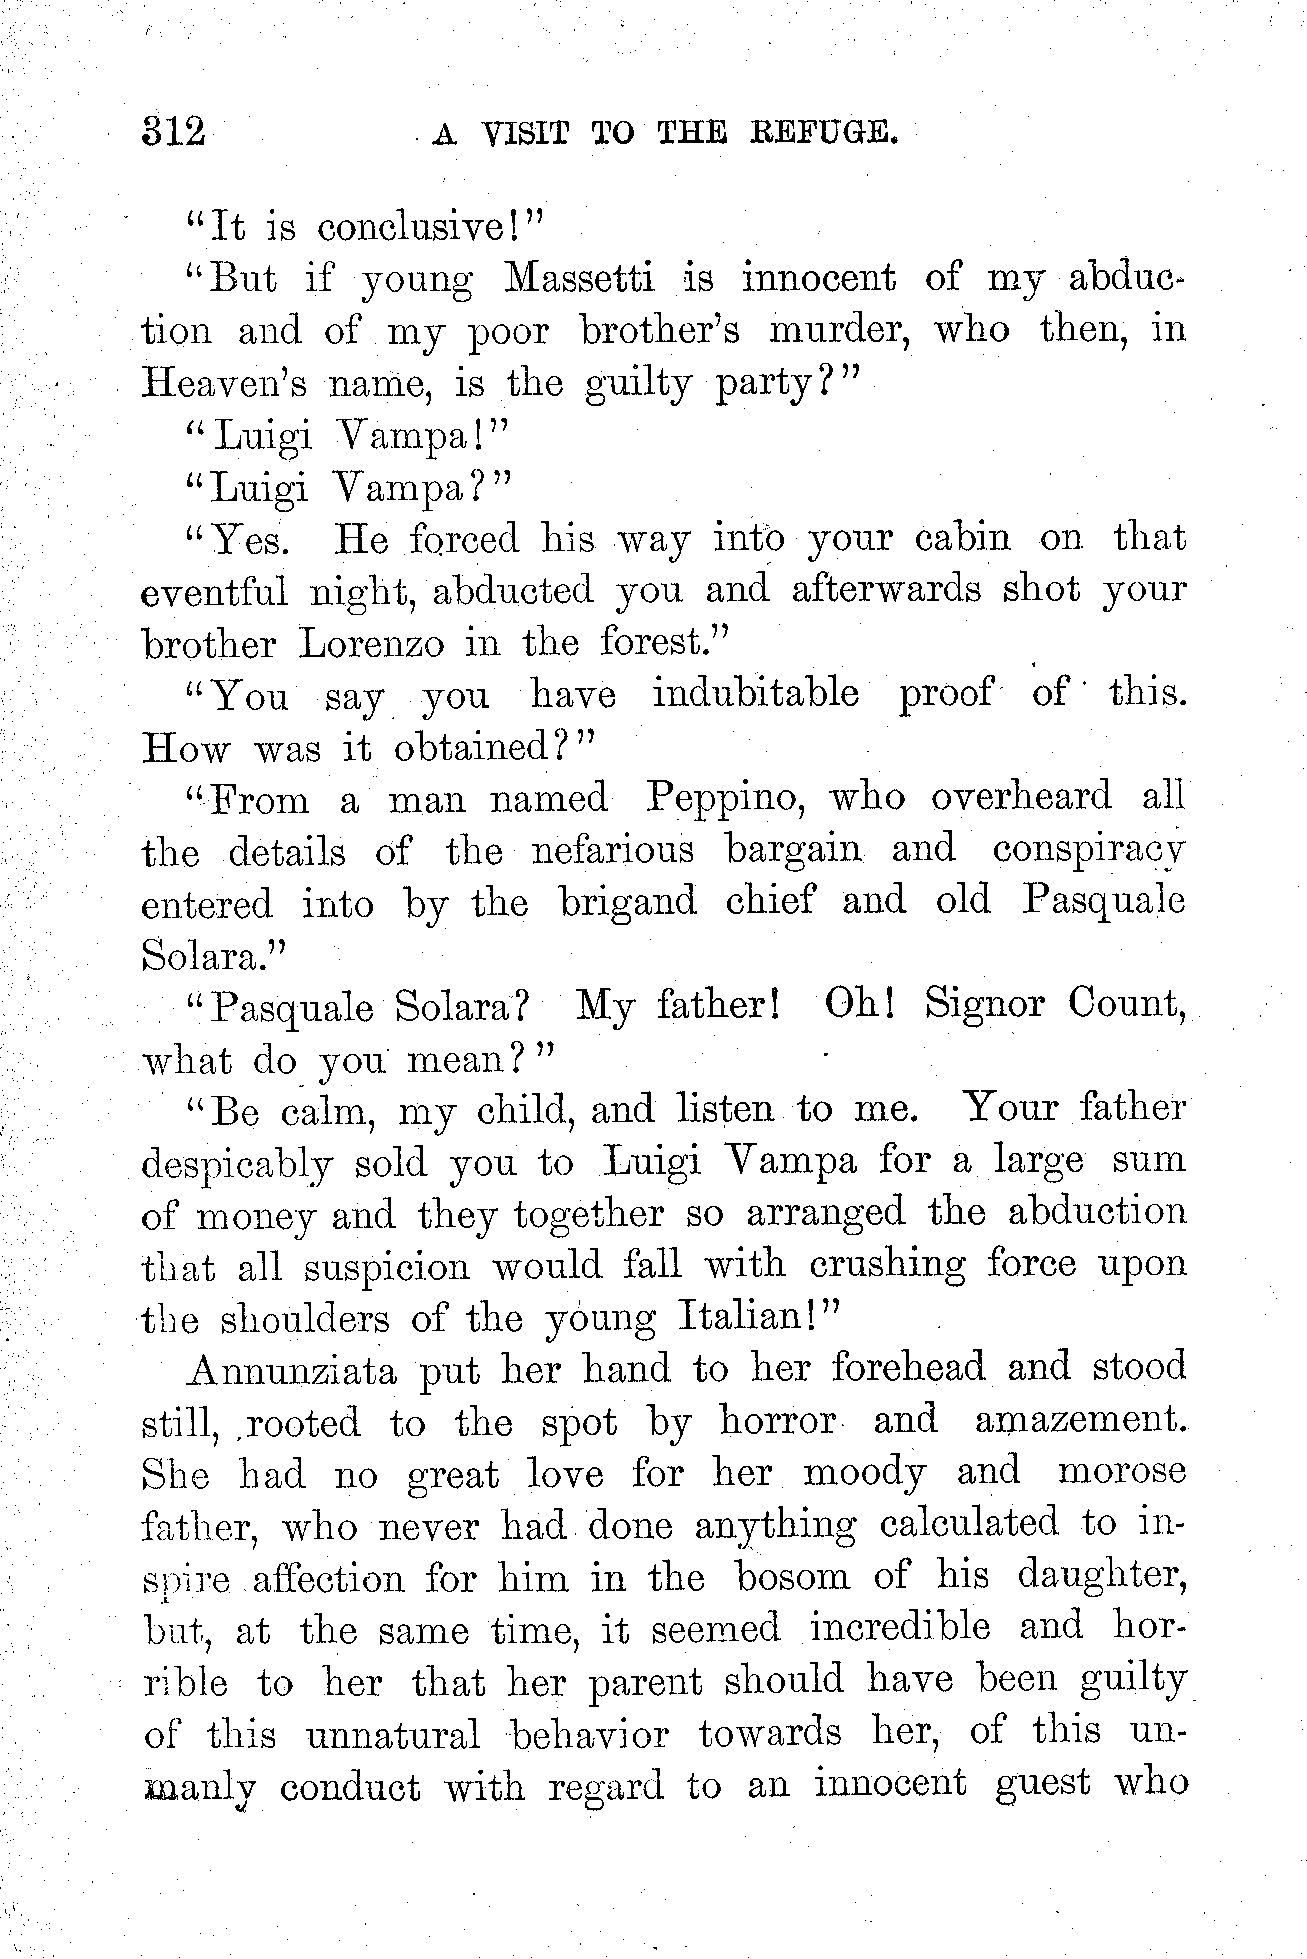 312 A VISIT TO THE REFUGE.
"It is conclusive!"
"But if young Massetti is innocent of my abduc-
tion and of my poor brother's murder, who then, in
Heaven's name, is the guilty party?"
"Luigi Vampa!"
"Luigi Vampa?"
"Yes. He forced his way into your cabin on that
eventful night, abducted you and afterwards shot your
brother Lorenzo in the forest."
"You say you have indubitable proof of this.
How was it obtained?"
"From a man named Peppino, who overheard all
the details of the nefarious bargain and conspiracy
entered into by the brigand chief and old Pasquale
Solara."
"Pasquale Solara? My father! Oh! Signor Count,
what do you mean?"
"Be calm, my child, and listen to me. Your father
despicably sold you to Luigi Vampa for a large sum
of money and they together so arranged the abduction
that all suspicion would fall with crushing force upon
the shoulders of the young Italian!"
Annunziata put her hand to her forehead and stood
still, rooted to the spot by horror and amazement.
She had no great love for her moody and morose
father, who never had done anything calculated to in-
spire affection for him in the bosom of his daughter,
but, at the same time, it seemed incredible and hor-
rible to her that her parent should have been guilty
of this unnatural behavior towards her, of this un-
manly conduct with regard to an innocent guest who